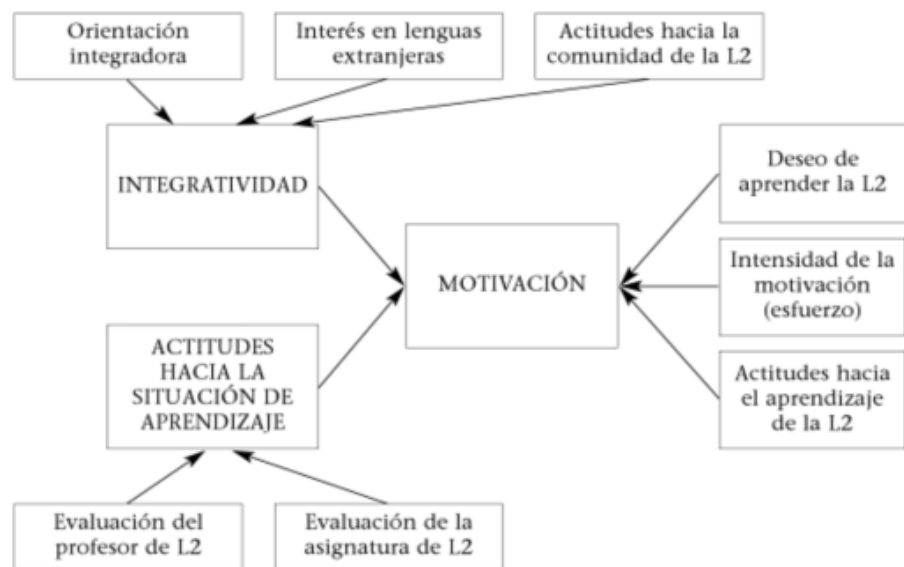 Orientación
integradora
Interés en lenguas
extranjeras
Actitudes hacia la
comunidad de la L2
INTEGRATIVIDAD
Deseo de
aprender la L2
MOTIVACIÓN
Intensidad de la
motivación
(esfuerzo)
ACTITUDES
HACIA LA
SITUACIÓN DE
APRENDIZAJE
Actitudes hacia
el aprendizaje
de la L2
Evaluación del
profesor de L2
Evaluación de la
asignatura de L2